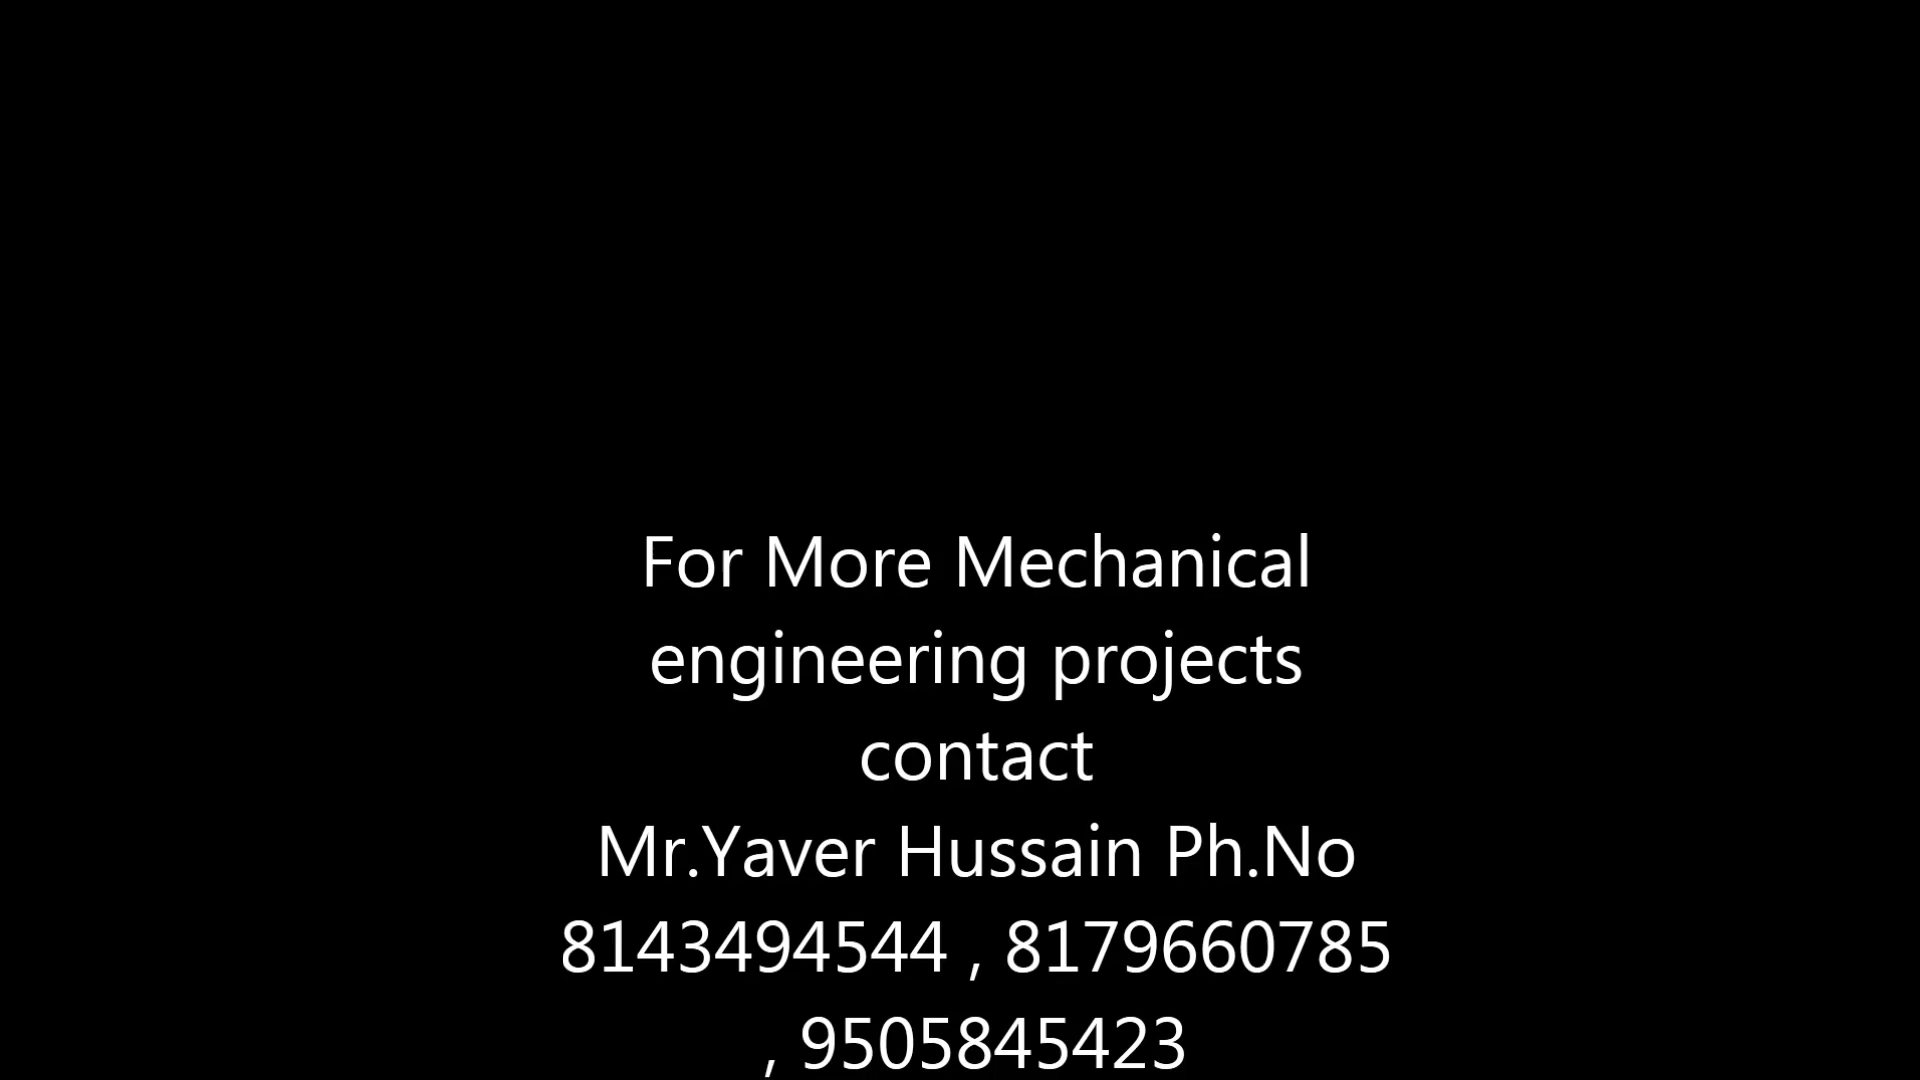 For More Mechanical
engineering projects
contact
Mr.Yaver Hussain Ph.No
8143494544 , 8179660785
, 9505845423